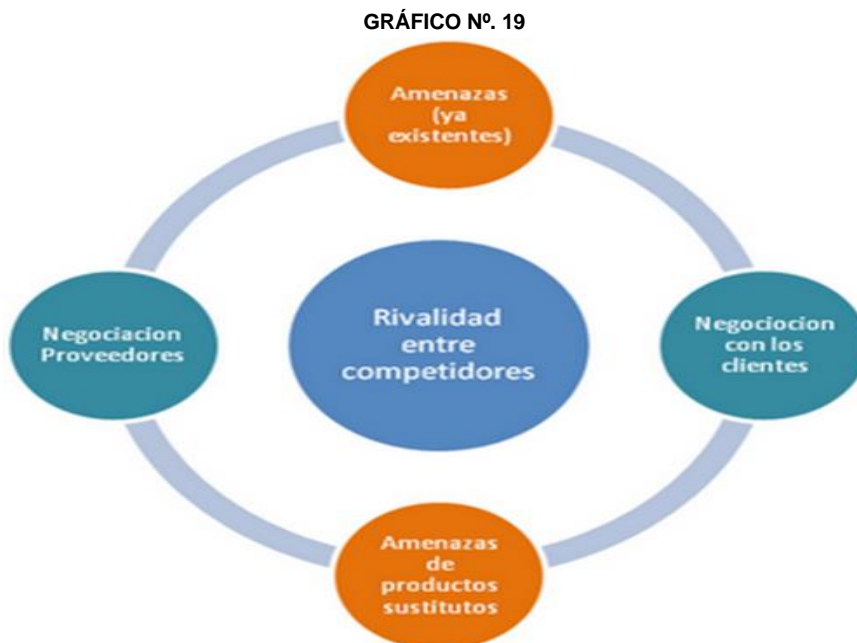 GRÁFICO Nº. 19
Amenazas
(ya
existentes)
Negociacion
Proveedores
Rivalidad
entre
competidores
Negociocion
con los
clientes
Amenazas
de
productos
sustitutos